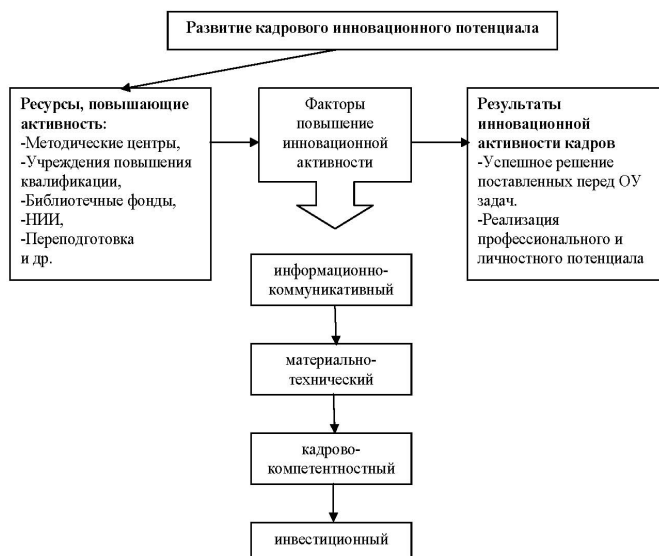 Развитие кадрового инновационного потенциала
Ресурсы, повышающие
активность:
-Методические центры,
-Учреждения повышения
квалификации,
-Библиотечные фонды,
-НИИ,
-Переподготовка
и др.
Факторы
повышение
инновационной
активности
Результаты
инновационной
активности кадров
-Успешное решение
поставленных перед ОУ
задач.
-Реализация
профессионального и
личностного потенциала
информационно-
коммуникативный
материально-
технический
кадрово-
компетентностный
инвестиционный